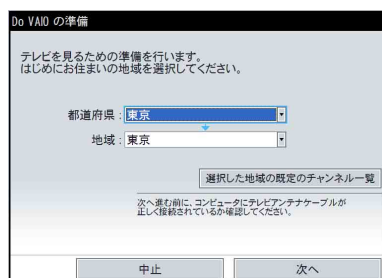 Do VAIO の準備
テレビを見るための準備を行います。
はじめにお住まいの地域を選択してください。
都道府県 : 東京
地域 : 東京
選択した地域の既定のチャンネル一覧
次へ進む前に、コンピュータにテレビアンテナケーブルが
正しく接続されているか確認してください。
中止 次へ